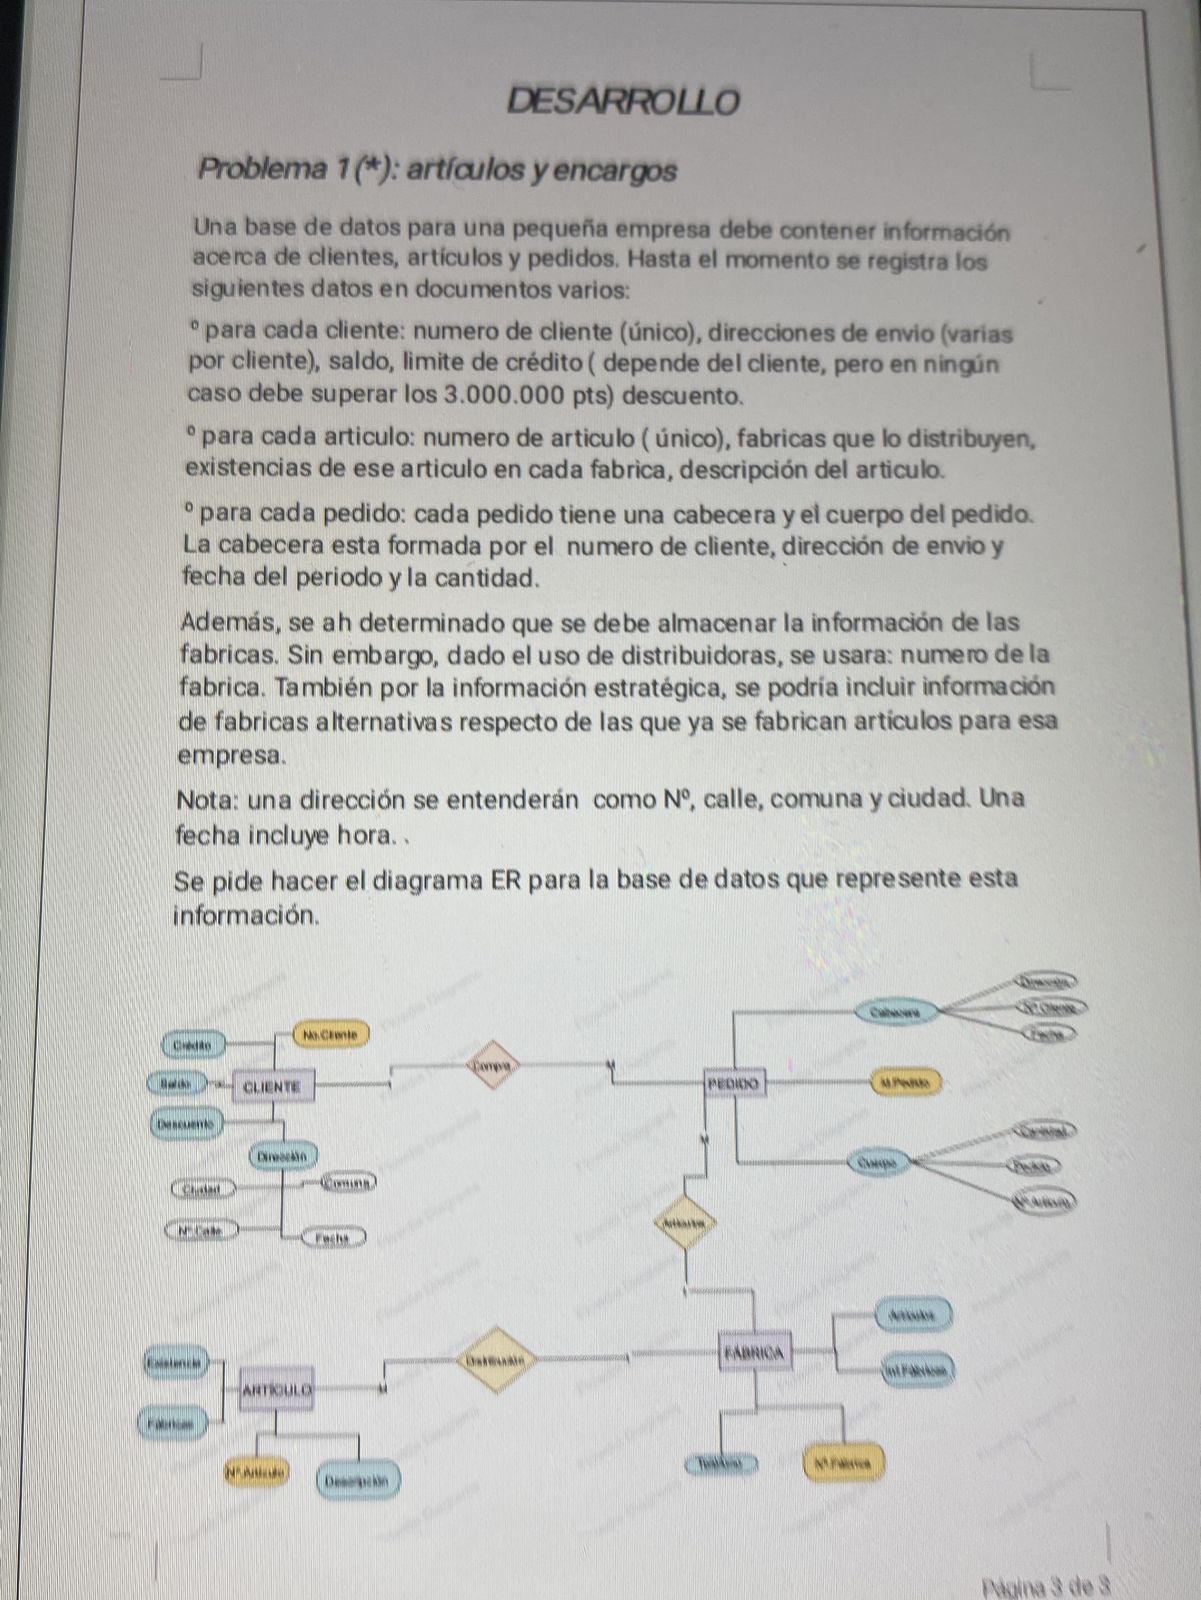 DESARROLLO
Problema 1 (*): artículos y encargos
Una base de datos para una pequeña empresa debe contener información
acerca de clientes, artículos y pedidos. Hasta el momento se registra los
siguientes datos en documentos varios:
º para cada cliente: numero de cliente (único), direcciones de envio (varias
por cliente), saldo, limite de crédito ( depende del cliente, pero en ningún
caso debe superar los 3.000.000 pts) descuento.
º para cada articulo: numero de articulo ( único), fabricas que lo distribuyen,
existencias de ese articulo en cada fabrica, descripción del articulo.
º para cada pedido: cada pedido tiene una cabecera y el cuerpo del pedido.
La cabecera esta formada por el numero de cliente, dirección de envio y
fecha del periodo y la cantidad.
Además, se ah determinado que se debe almacenar la información de las
fabricas. Sin embargo, dado el uso de distribuidoras, se usara: numero de la
fabrica. También por la información estratégica, se podría incluir información
de fabricas alternativas respecto de las que ya se fabrican artículos para esa
empresa.
Nota: una dirección se entenderán como Nº, calle, comuna y ciudad. Una
fecha incluye hora. .
Se pide hacer el diagrama ER para la base de datos que represente esta
información.
Cabecera
Nº Cliente
Fecha
No.Cliente
Credito
Compra
M
Saldo
CLIENTE
PEDIDO
Id.Pedido
Descuento
Cantidad
M
Dirección
Cuerpo
Pedido
Ciudad
Comuna
Nº Articulo
Nº Calle
Fecha
Articulos
Existencia
Distribución
FÁBRICA
Inf.Fabricas
ARTÍCULO
M
Fabricas
Teléfono
Nº.Fabrica
Nº.Articulo
Descripción
Página 3 de 3